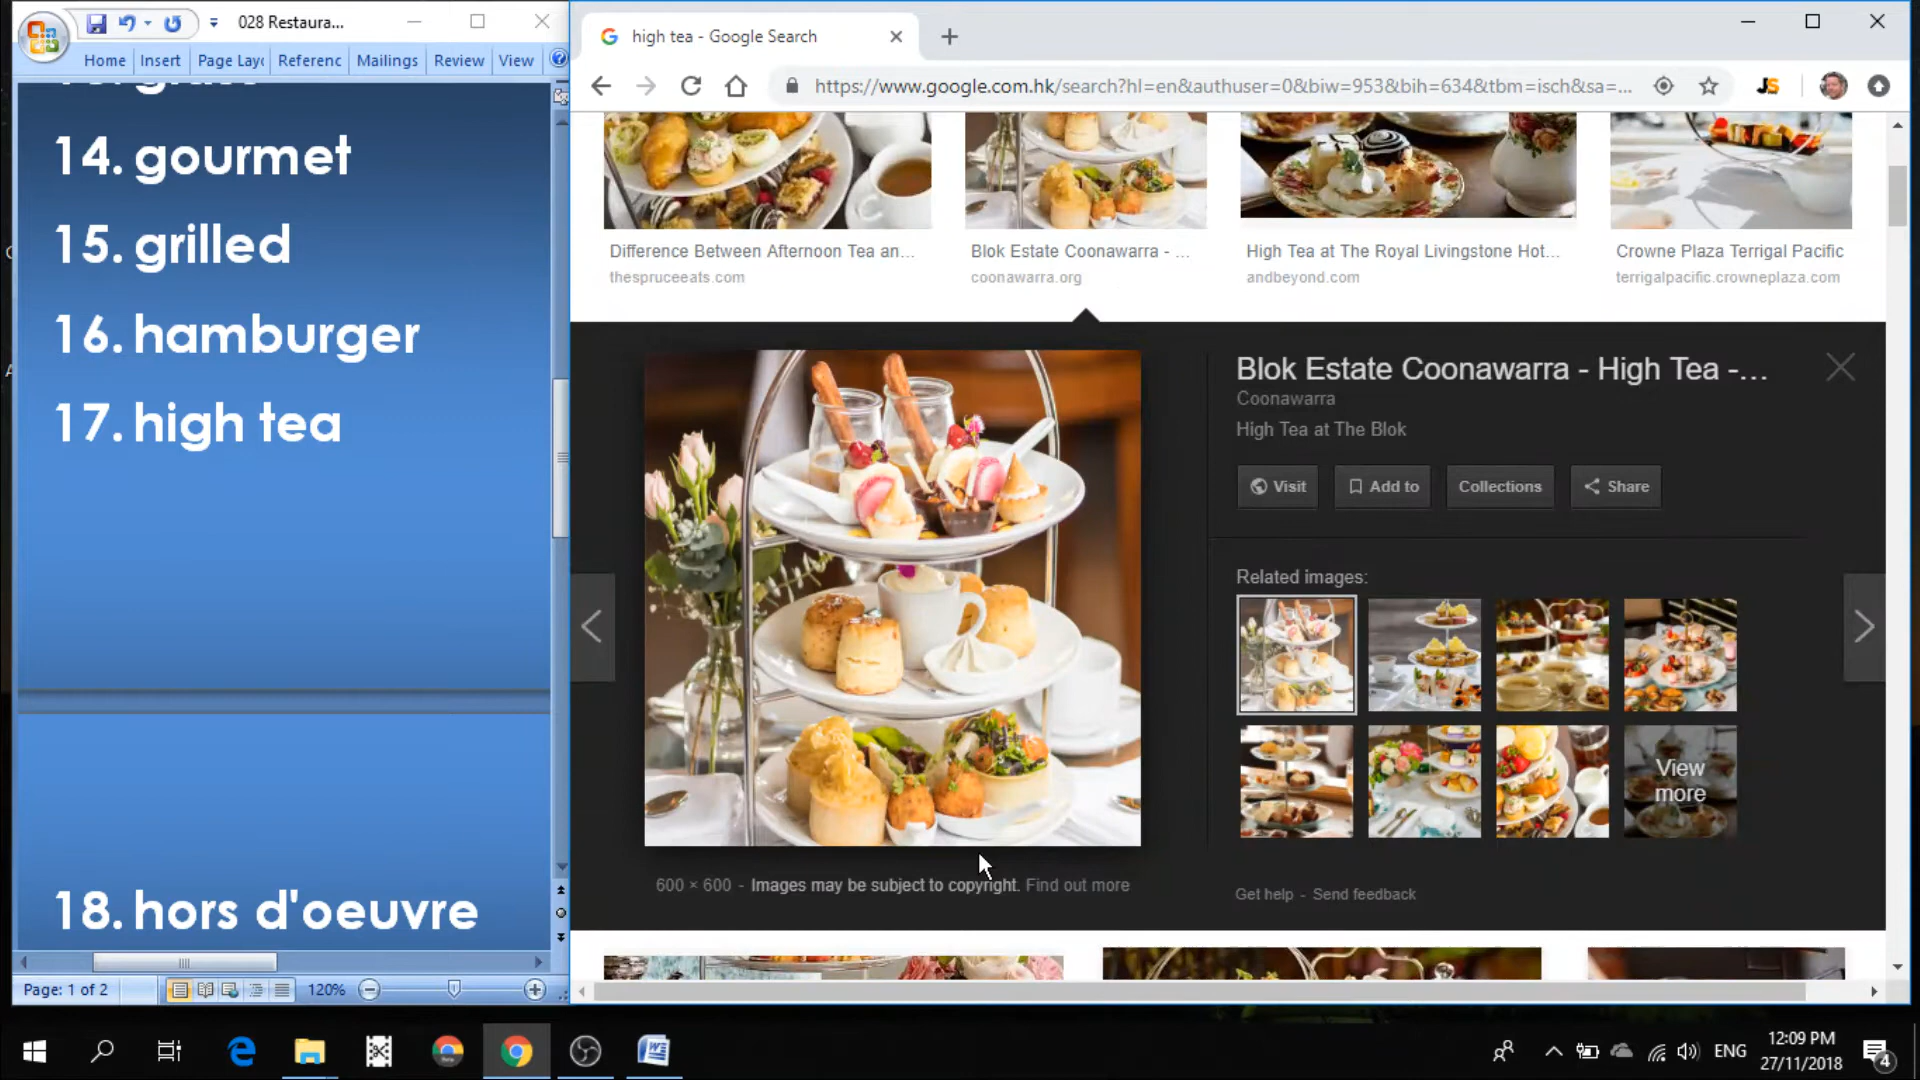 028 Restaura...
Home Insert Page Layo Referenc Mailings Review View
14. gourmet
15. grilled
16. hamburger
17. high tea
18. hors d'oeuvre
Page: 1 of 2
120%
high tea - Google Search
https://www.google.com.hk/search?hl=en&authuser=0&biw=953&bih=634&tbm=isch&sa=...
JS
Difference Between Afternoon Tea an...
thespruceeats.com
Blok Estate Coonawarra - ...
coonawarra.org
High Tea at The Royal Livingstone Hot...
andbeyond.com
Crowne Plaza Terrigal Pacific
terrigalpacific.crowneplaza.com
Blok Estate Coonawarra - High Tea -...
Coonawarra
High Tea at The Blok
Visit
Add to
Collections
Share
Related images:
View
more
600 × 600 - Images may be subject to copyright. Find out more
Get help - Send feedback
ENG
12:09 PM
27/11/2018
4